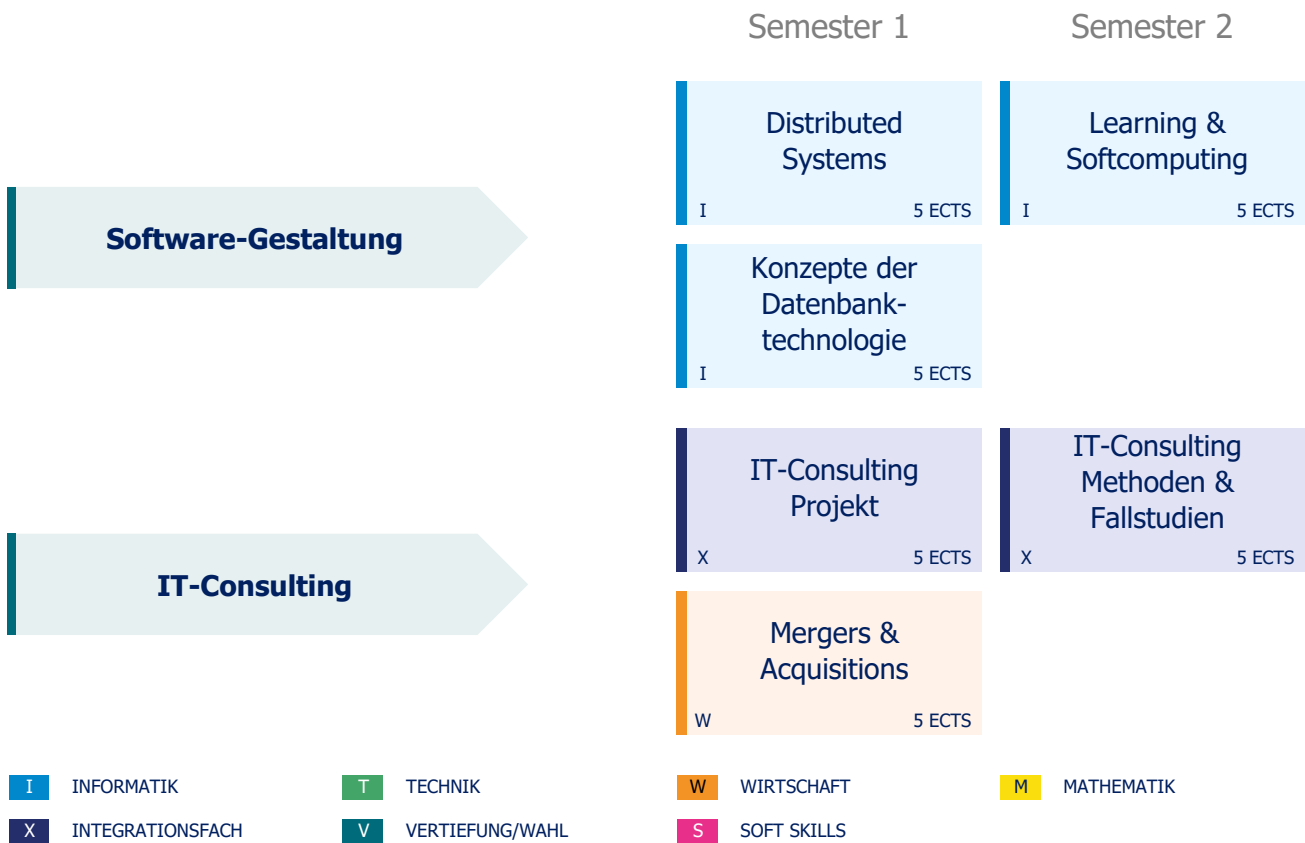 Semester 1
Semester 2
Software-Gestaltung
Distributed
Systems
I
5 ECTS
Learning &
Softcomputing
I
5 ECTS
Konzepte der
Datenbank-
technologie
I
5 ECTS
IT-Consulting
IT-Consulting
Projekt
X
5 ECTS
IT-Consulting
Methoden &
Fallstudien
X
5 ECTS
Mergers &
Acquisitions
W
5 ECTS
I INFORMATIK
T TECHNIK
W WIRTSCHAFT
M MATHEMATIK
X INTEGRATIONSFACH
V VERTIEFUNG/WAHL
S SOFT SKILLS